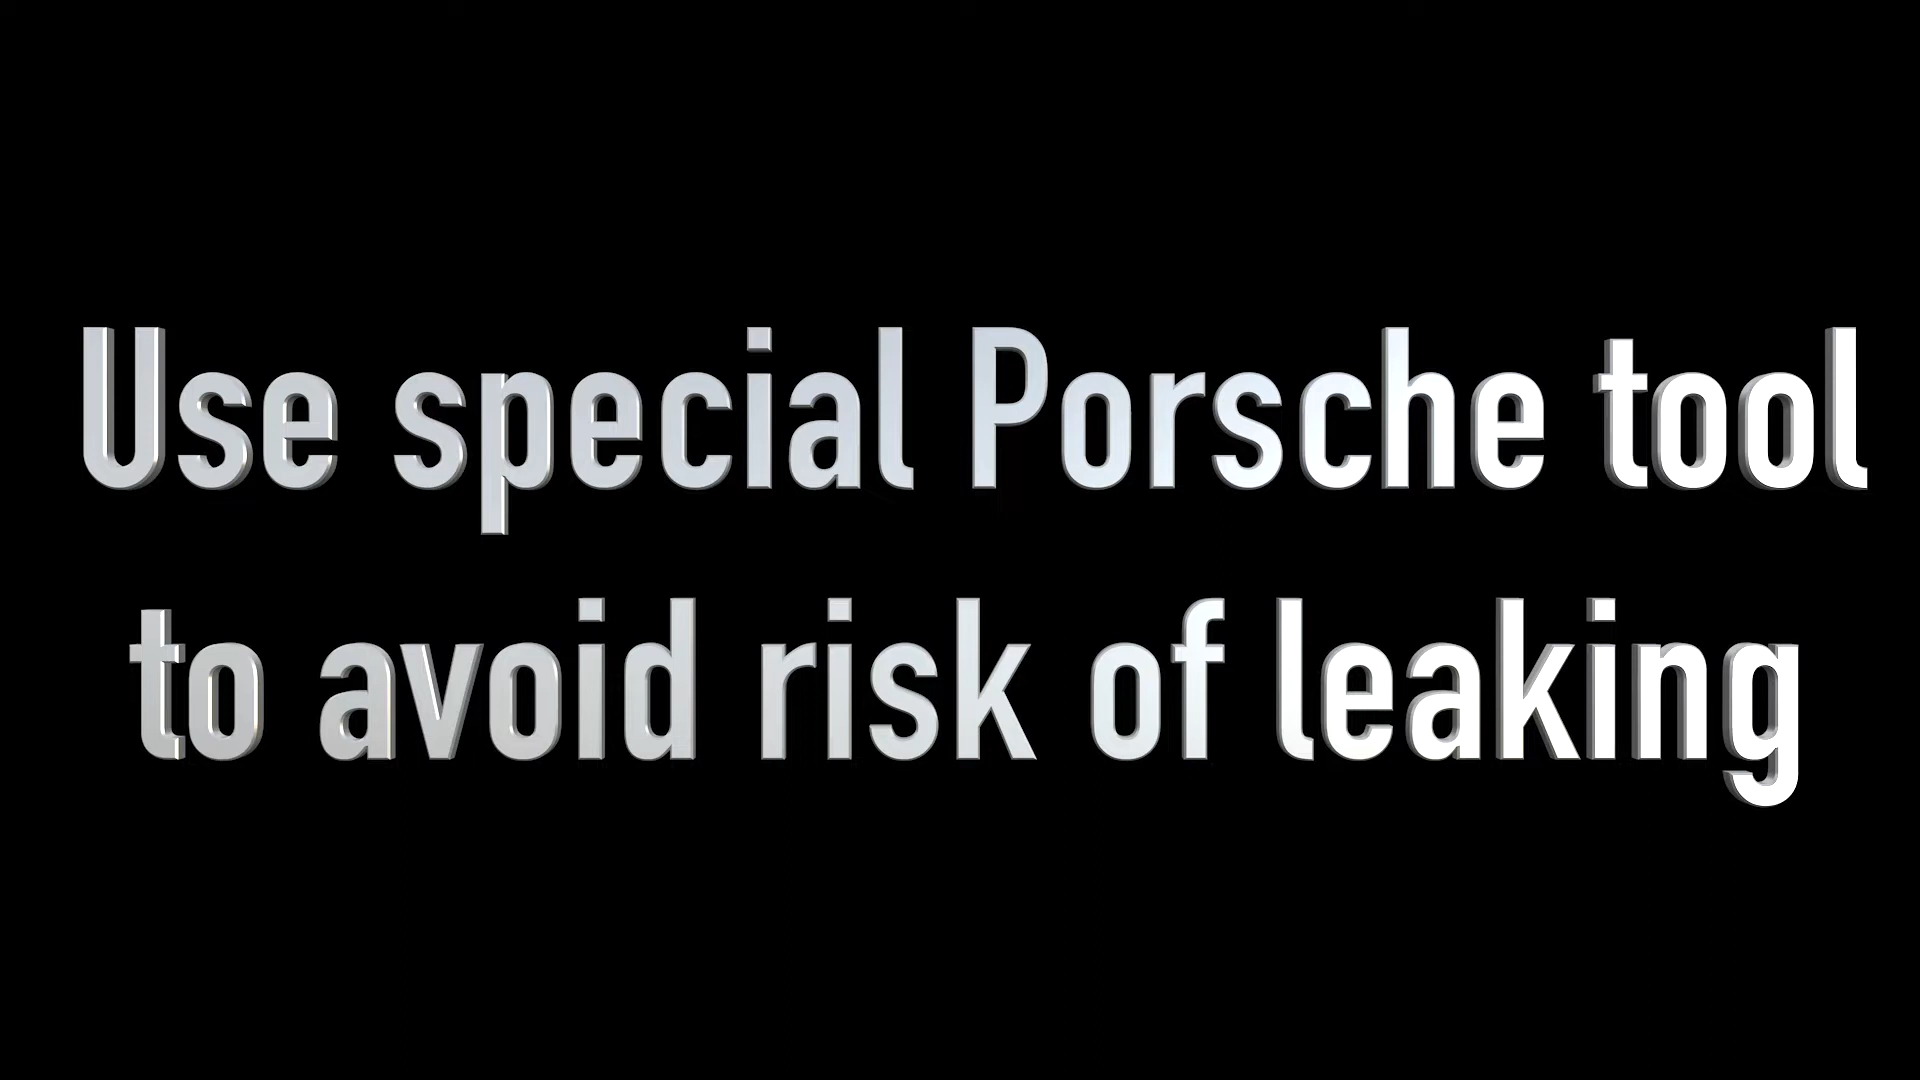 Use special Porsche tool
to avoid risk of leaking